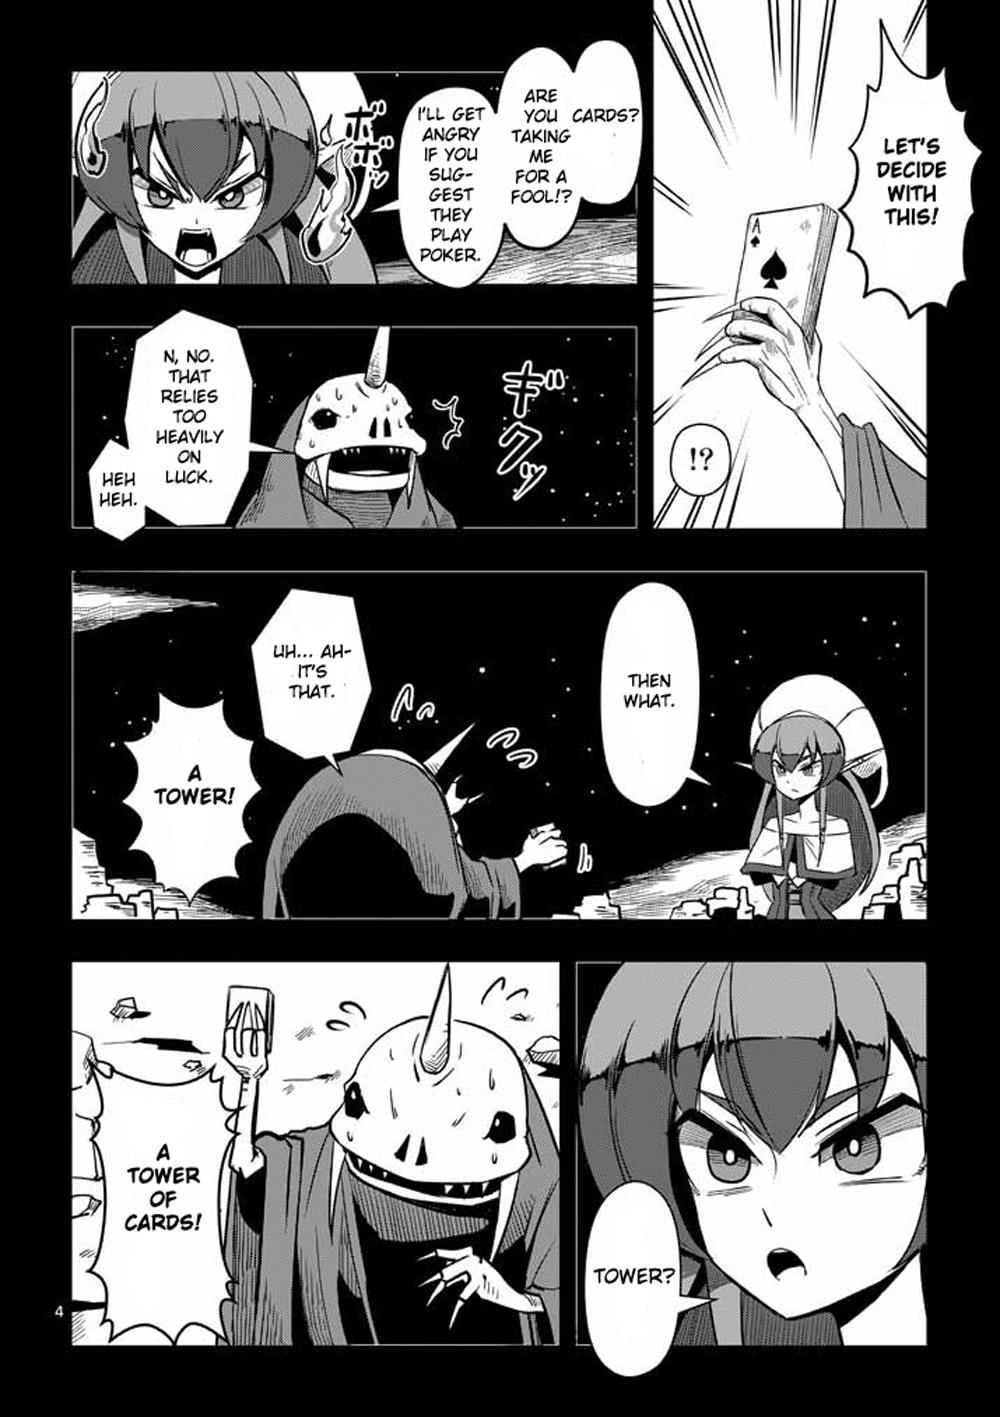 LET'S
DECIDE
WITH
THIS!
A
!?
CARDS?
ARE
YOU
TAKING
ME
FOR A
FOOL!?
I'LL GET
ANGRY
IF YOU
SUG-
GEST
THEY
PLAY
POKER.
ボボボッ
ギクッ
N, NO.
THAT
RELIES
TOO
HEAVILY
ON
LUCK.
HEH
HEH.
THEN
WHAT.
UH... AH-
IT'S
THAT.
A
TOWER!
TOWER?
A
TOWER
OF
CARDS!
4